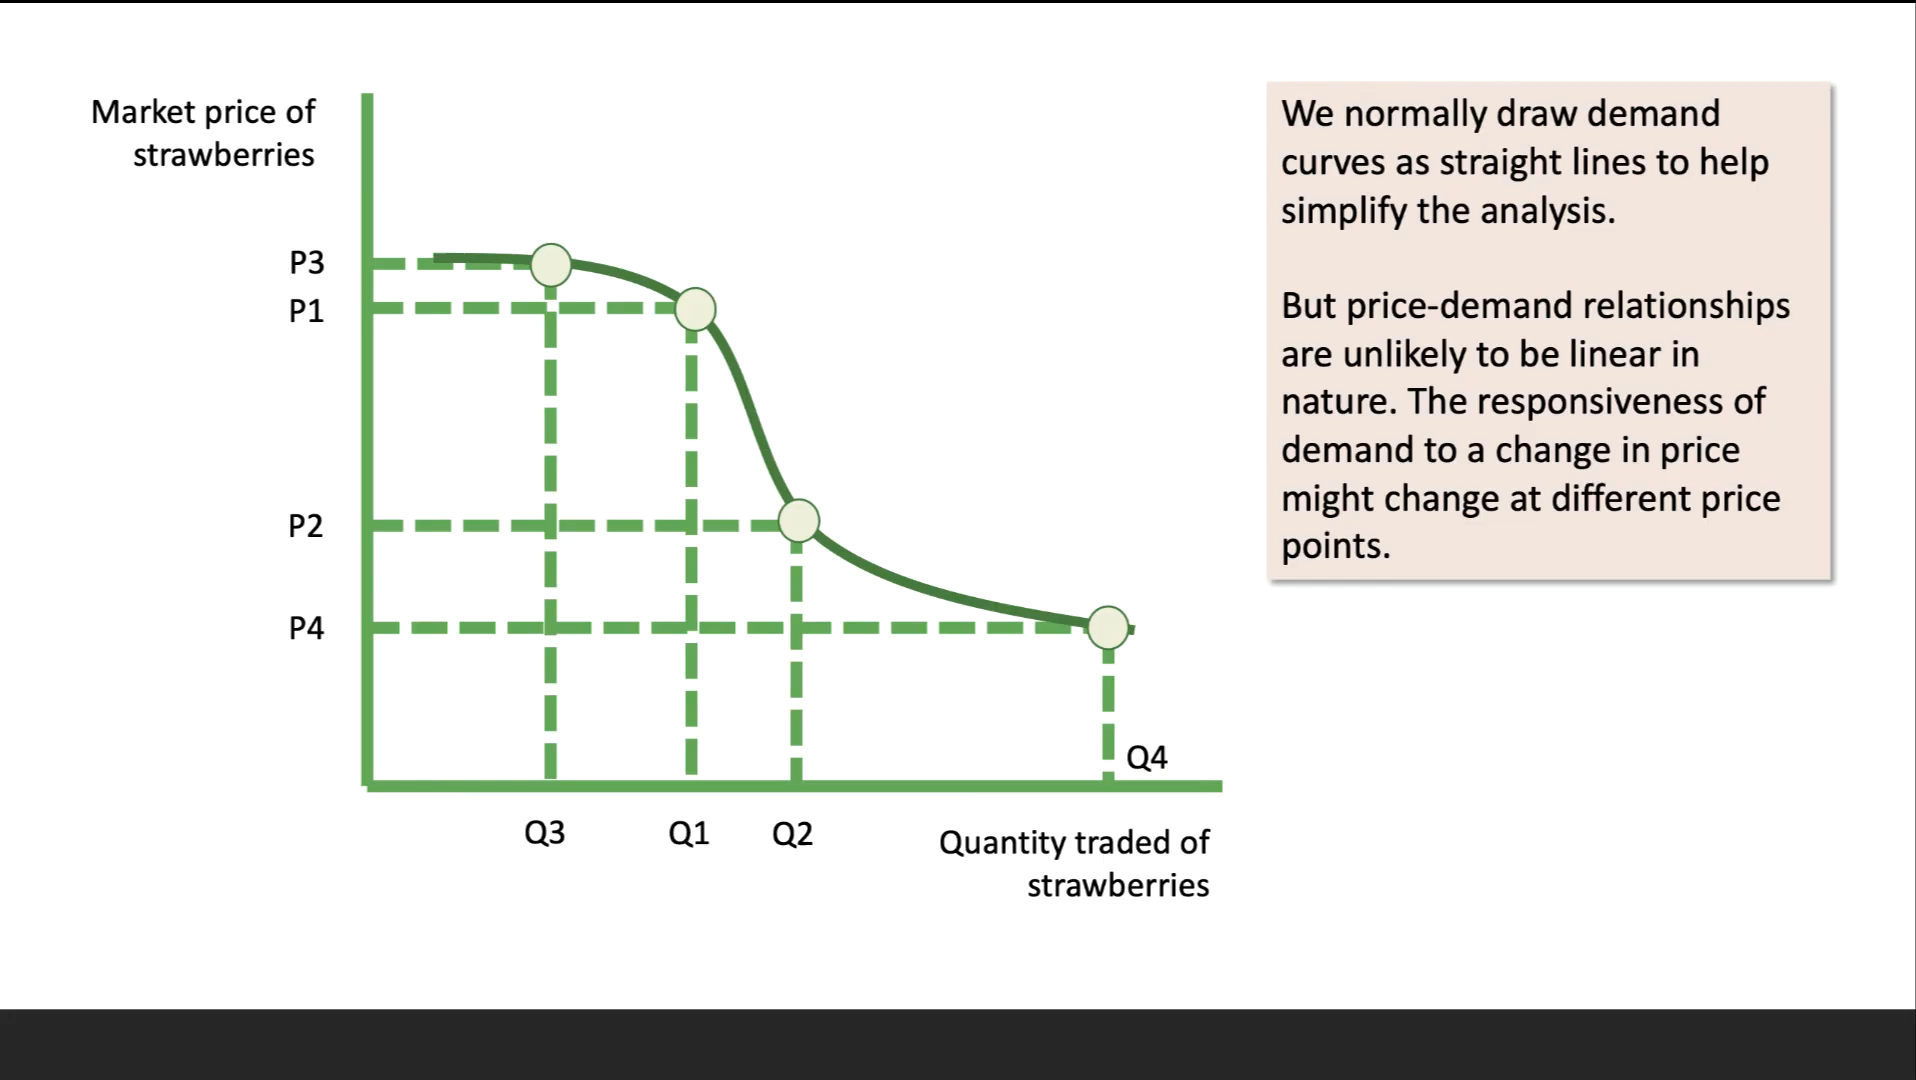 Market price of
strawberries
P3
P1
P2
P4
Q3
Q1
Q2
Q4
Quantity traded of
strawberries
We normally draw demand
curves as straight lines to help
simplify the analysis.
But price-demand relationships
are unlikely to be linear in
nature. The responsiveness of
demand to a change in price
might change at different price
points.